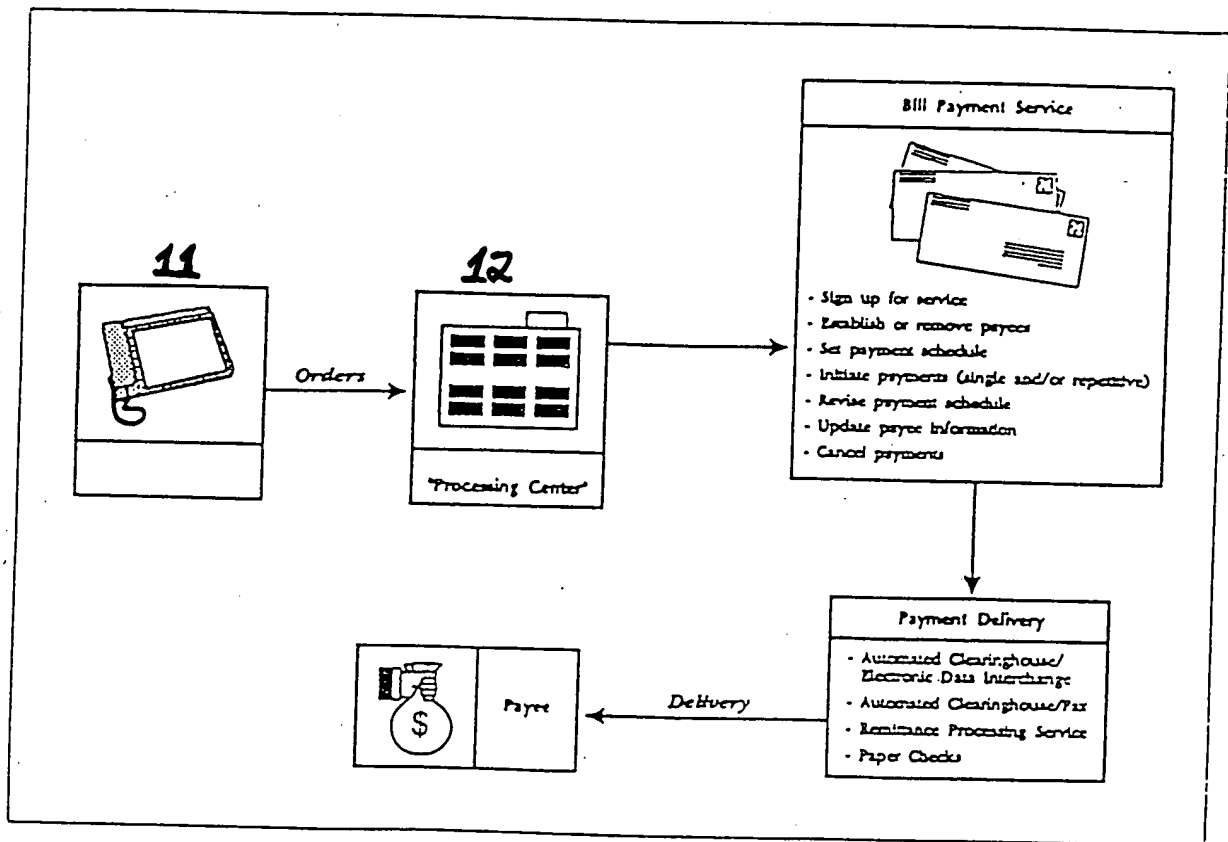 Bill Payment Service
11
12
- Sign up for service
- Establish or remove payees
- Set payment schedule
- Initiate payments (single and/or repetitive)
- Revise payment schedule
- Update payee information
- Cancel payments
Orders
"Processing Center"
Payment Delivery
- Automated Clearinghouse/
Electronic Data Interchange
- Automated Clearinghouse/Fax
- Remittance Processing Service
- Paper Checks
Delivery
Payee
$